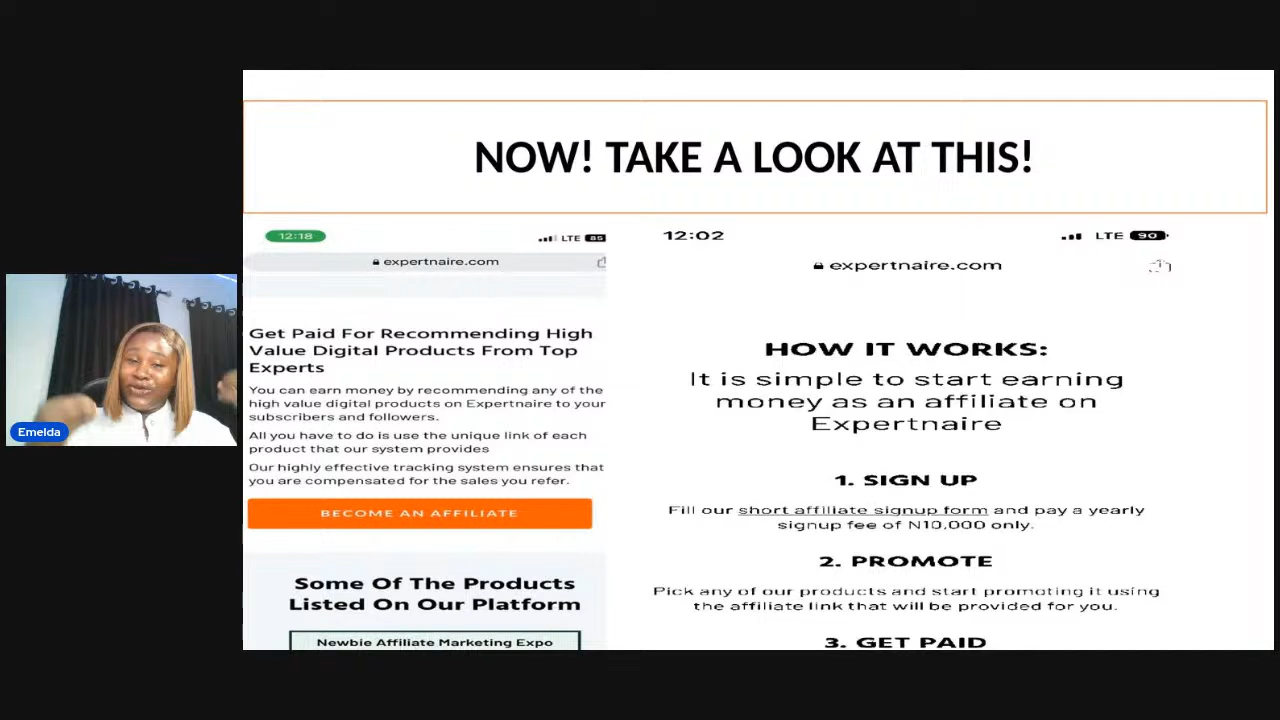 NOW! TAKE A LOOK AT THIS!
12:18
LTE 85
expertnaire.com
Get Paid For Recommending High
Value Digital Products From Top
Experts
You can earn money by recommending any of the
high value digital products on Expertnaire to your
subscribers and followers.
All you have to do is use the unique link of each
product that our system provides
Our highly effective tracking system ensures that
you are compensated for the sales you refer.
BECOME AN AFFILIATE
Some Of The Products
Listed On Our Platform
Newbie Affiliate Marketing Expo
12:02
LTE 90
expertnaire.com
HOW IT WORKS:
It is simple to start earning
money as an affiliate on
Expertnaire
1. SIGN UP
Fill our short affiliate signup form and pay a yearly
signup fee of N10,000 only.
2. PROMOTE
Pick any of our products and start promoting it using
the affiliate link that will be provided for you.
3. GET PAID
Emelda